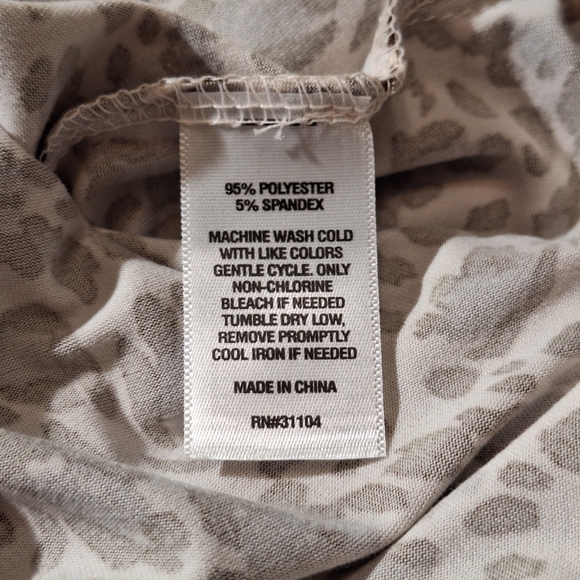 95% POLYESTER
5% SPANDEX
MACHINE WASH COLD
WITH LIKE COLORS
GENTLE CYCLE. ONLY
NON-CHLORINE
BLEACH IF NEEDED
TUMBLE DRY LOW,
REMOVE PROMPTLY
COOL IRON IF NEEDED
MADE IN CHINA
RN#31104